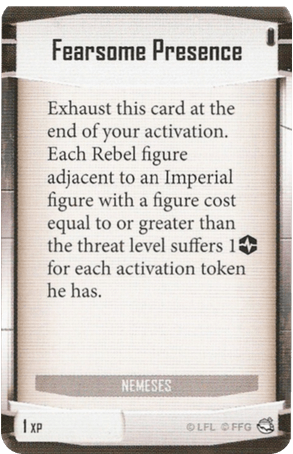 Fearsome Presence
Exhaust this card at the
end of your activation.
Each Rebel figure
adjacent to an Imperial
figure with a figure cost
equal to or greater than
the threat level suffers 1
for each activation token
he has.
NEMESES
1 XP
© LFL © FFG